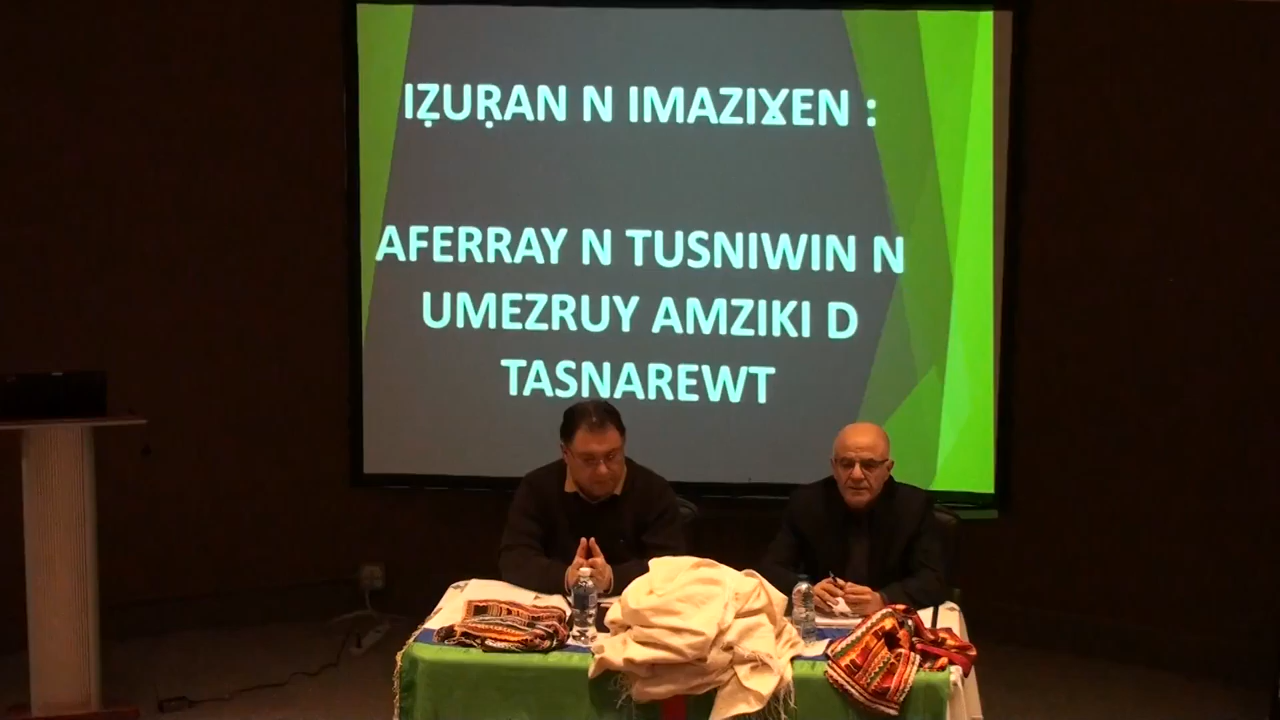 IẒUṚAN N IMAZIƔEN :
AFERRAY N TUSNIWIN N
UMEZRUY AMZIKI D
TASNAREWT